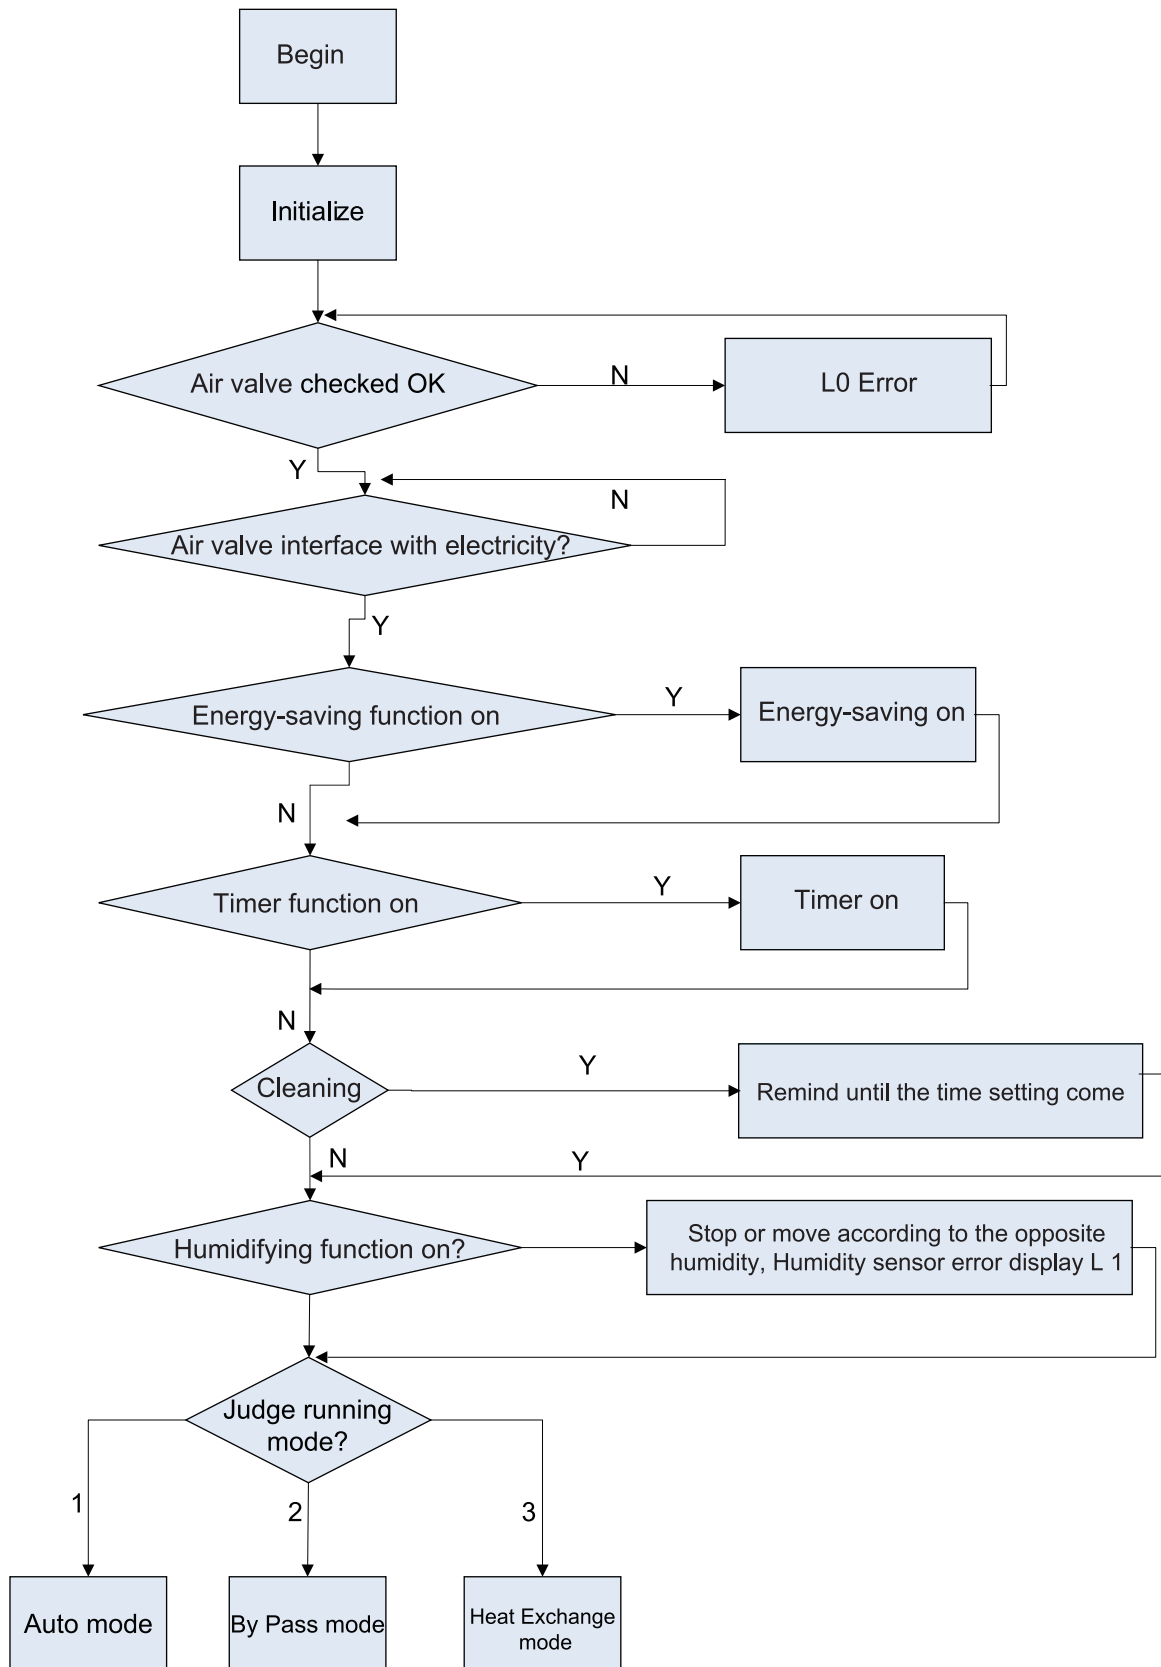 Begin
Initialize
Air valve checked OK
N
L0 Error
Y
N
Air valve interface with electricity?
Y
Energy-saving function on
Y
Energy-saving on
N
Timer function on
Y
Timer on
N
Cleaning
Y
Remind until the time setting come
N
Y
Humidifying function on?
Stop or move according to the opposite
humidity, Humidity sensor error display L 1
Judge running
mode?
1
2
3
Auto mode
By Pass mode
Heat Exchange
mode